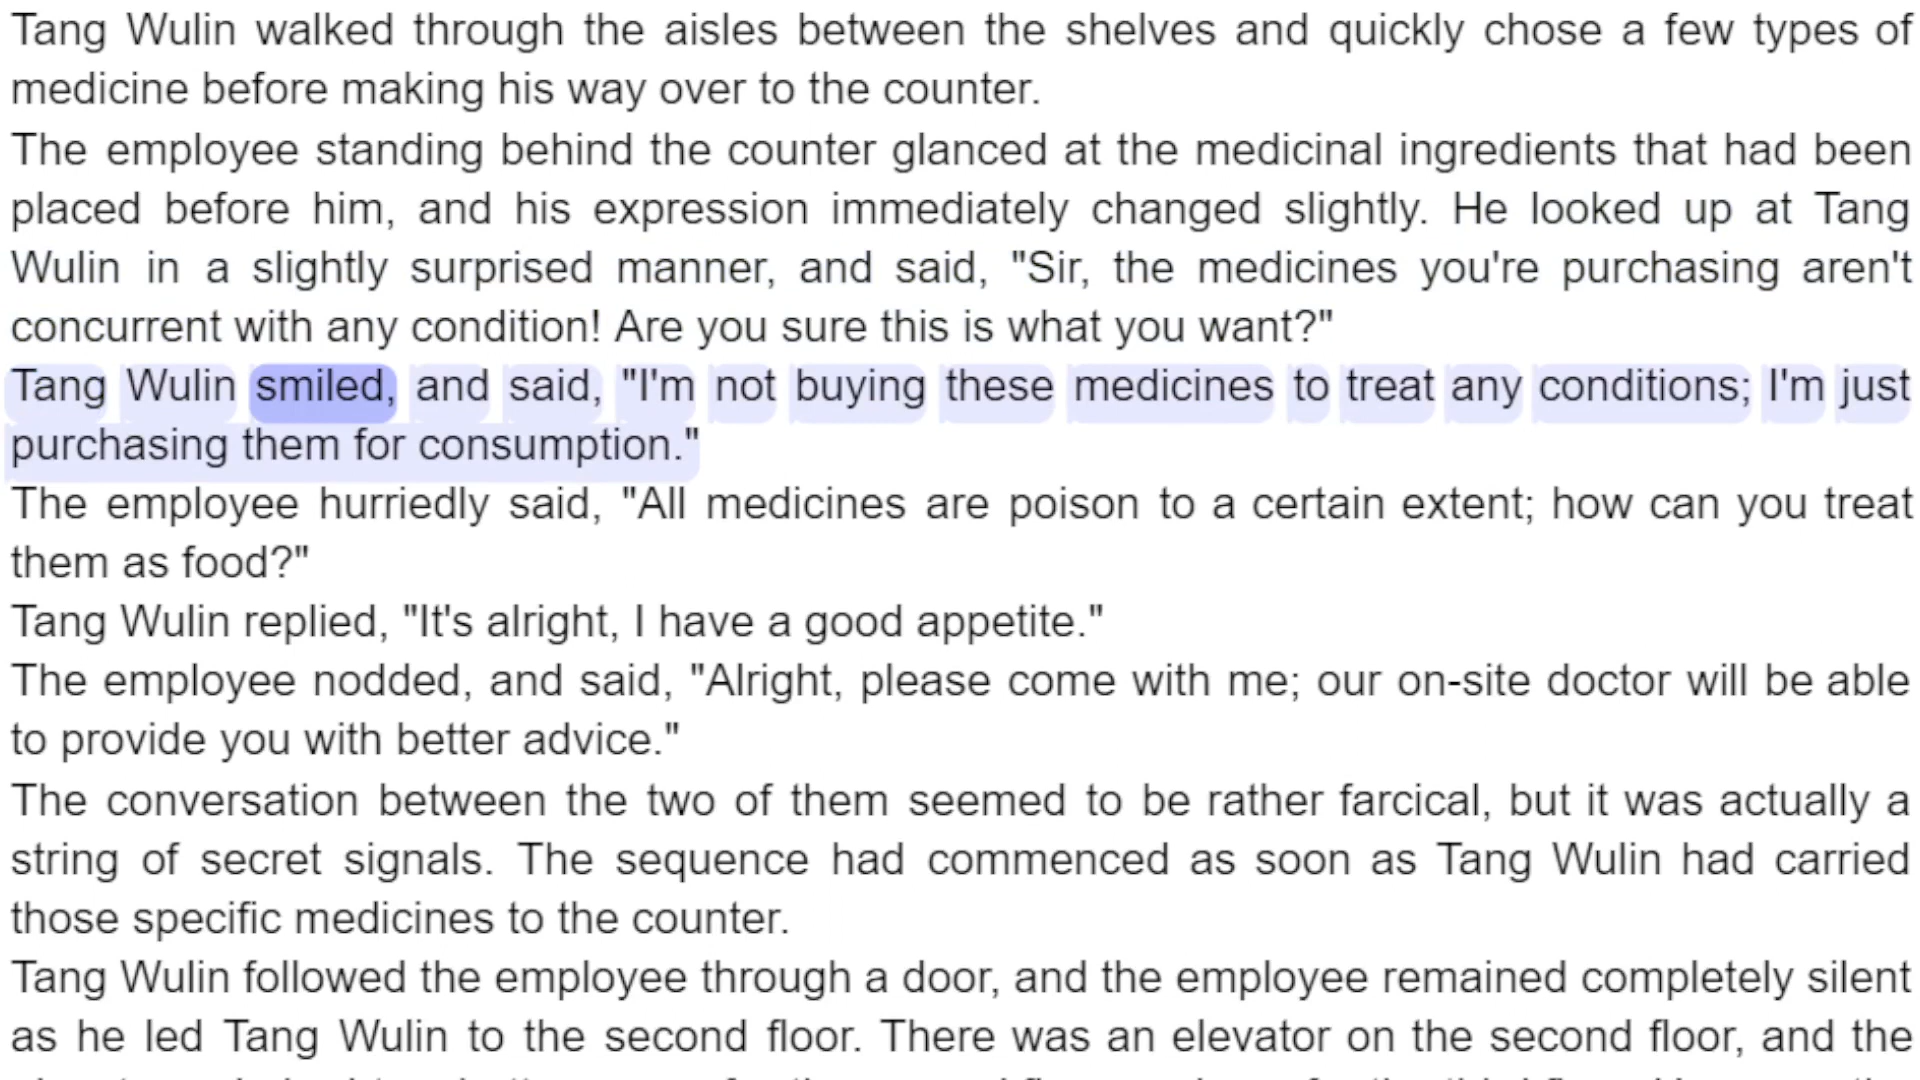 Tang Wulin walked through the aisles between the shelves and quickly chose a few types of
medicine before making his way over to the counter.
The employee standing behind the counter glanced at the medicinal ingredients that had been
placed before him, and his expression immediately changed slightly. He looked up at Tang
Wulin in a slightly surprised manner, and said, "Sir, the medicines you're purchasing aren't
concurrent with any condition! Are you sure this is what you want?"
Tang Wulin smiled, and said, "I'm not buying these medicines to treat any conditions; I'm just
purchasing them for consumption."
The employee hurriedly said, "All medicines are poison to a certain extent; how can you treat
them as food?"
Tang Wulin replied, "It's alright, I have a good appetite."
The employee nodded, and said, "Alright, please come with me; our on-site doctor will be able
to provide you with better advice."
The conversation between the two of them seemed to be rather farcical, but it was actually a
string of secret signals. The sequence had commenced as soon as Tang Wulin had carried
those specific medicines to the counter.
Tang Wulin followed the employee through a door, and the employee remained completely silent
as he led Tang Wulin to the second floor. There was an elevator on the second floor, and the